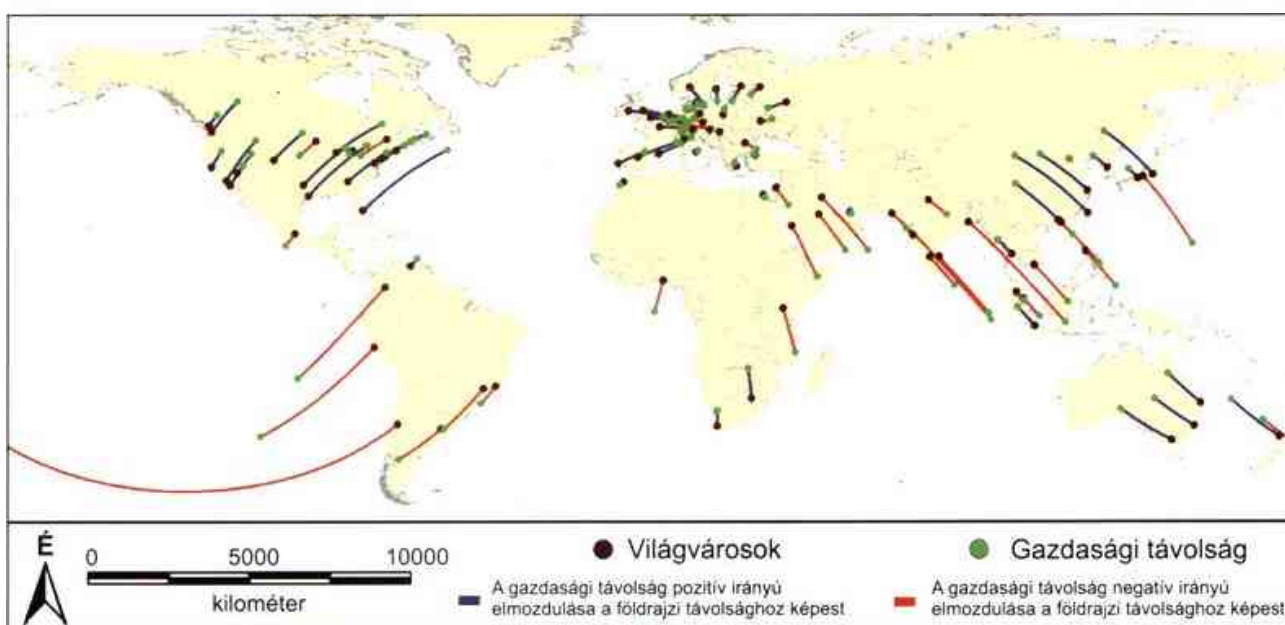 É
0 5000 10000
kilométer
Világvárosok
Gazdasági távolság
A gazdasági távolság pozitív irányú
elmozdulása a földrajzi távolsághoz képest
A gazdasági távolság negatív irányú
elmozdulása a földrajzi távolsághoz képest